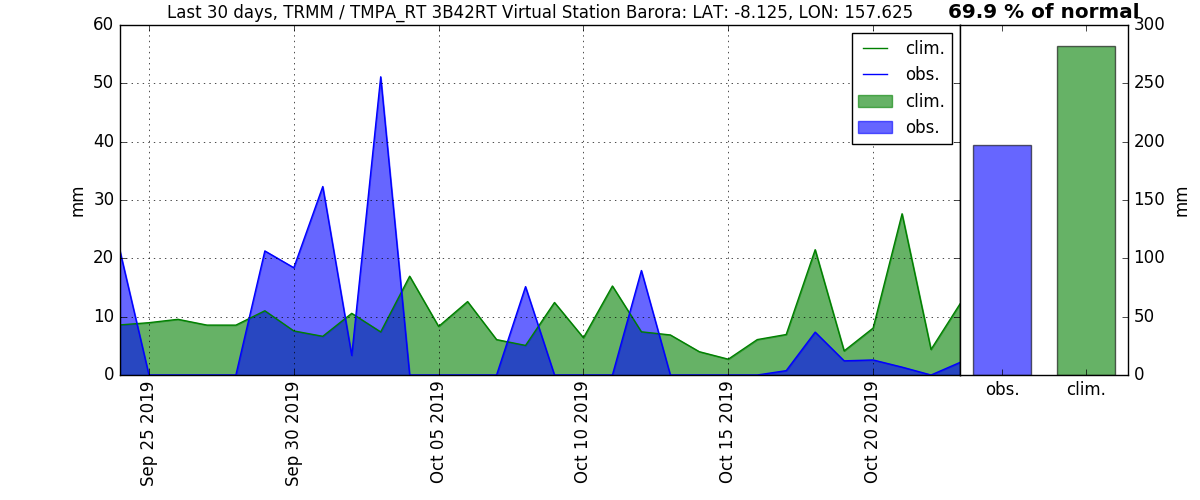 Last 30 days, TRMM / TMPA_RT 3B42RT Virtual Station Barora: LAT: -8.125, LON: 157.625
69.9 % of normal
60
50
40
30
20
10
0
mm
clim.
obs.
clim.
obs.
Sep 25 2019
Sep 30 2019
Oct 05 2019
Oct 10 2019
Oct 15 2019
Oct 20 2019
300
250
200
150
100
50
0
mm
obs.
clim.